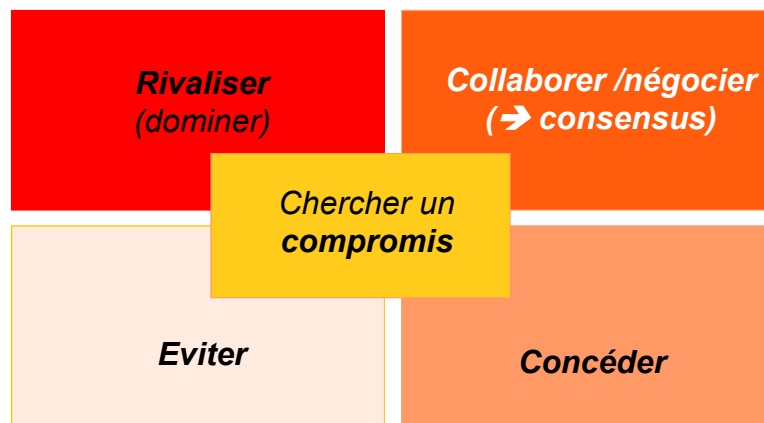 Rivaliser
(dominer)
Collaborer /négocier
(➔ consensus)
Chercher un
compromis
Eviter
Concéder